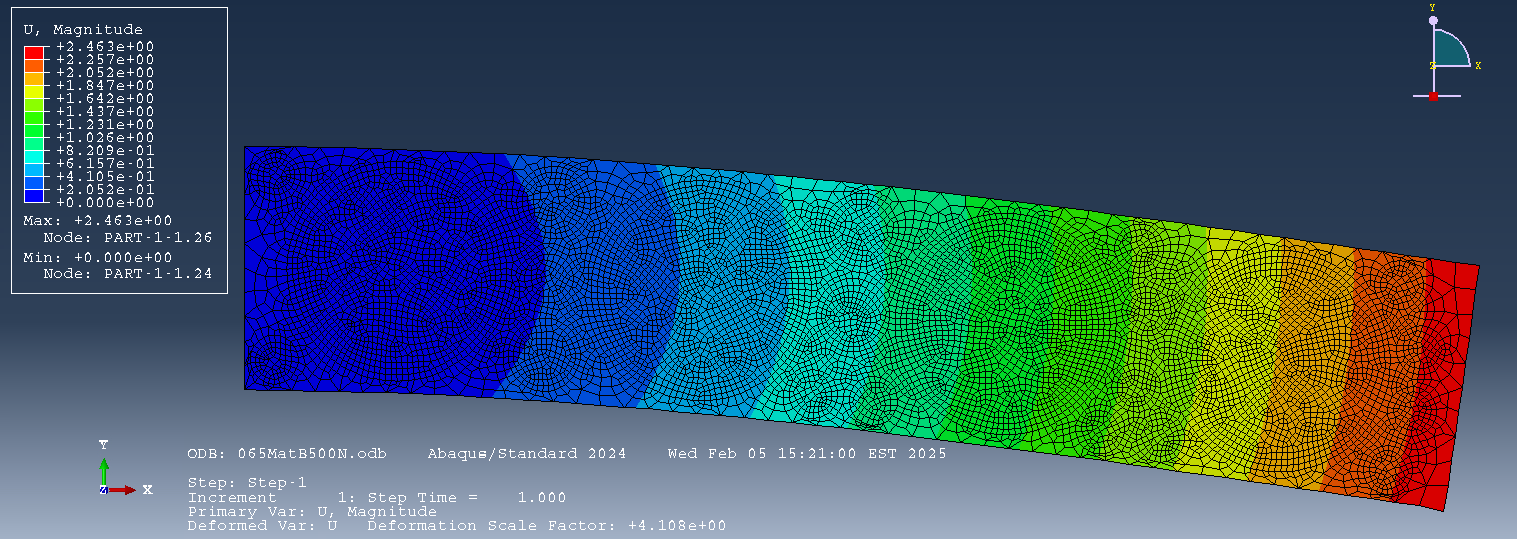 U, Magnitude
+2.463e+00
+2.257e+00
+2.052e+00
+1.847e+00
+1.642e+00
+1.437e+00
+1.231e+00
+1.026e+00
+8.209e-01
+6.157e-01
+4.105e-01
+2.052e-01
+0.000e+00
Max: +2.463e+00
Node: PART-1-1.26
Min: +0.000e+00
Node: PART-1-1.24
Y
Z X
Y
Z X
ODB: 065MatB500N.odb Abaqus/Standard 2024 Wed Feb 05 15:21:00 EST 2025
Step: Step-1
Increment 1: Step Time = 1.000
Primary Var: U, Magnitude
Deformed Var: U Deformation Scale Factor: +4.108e+00